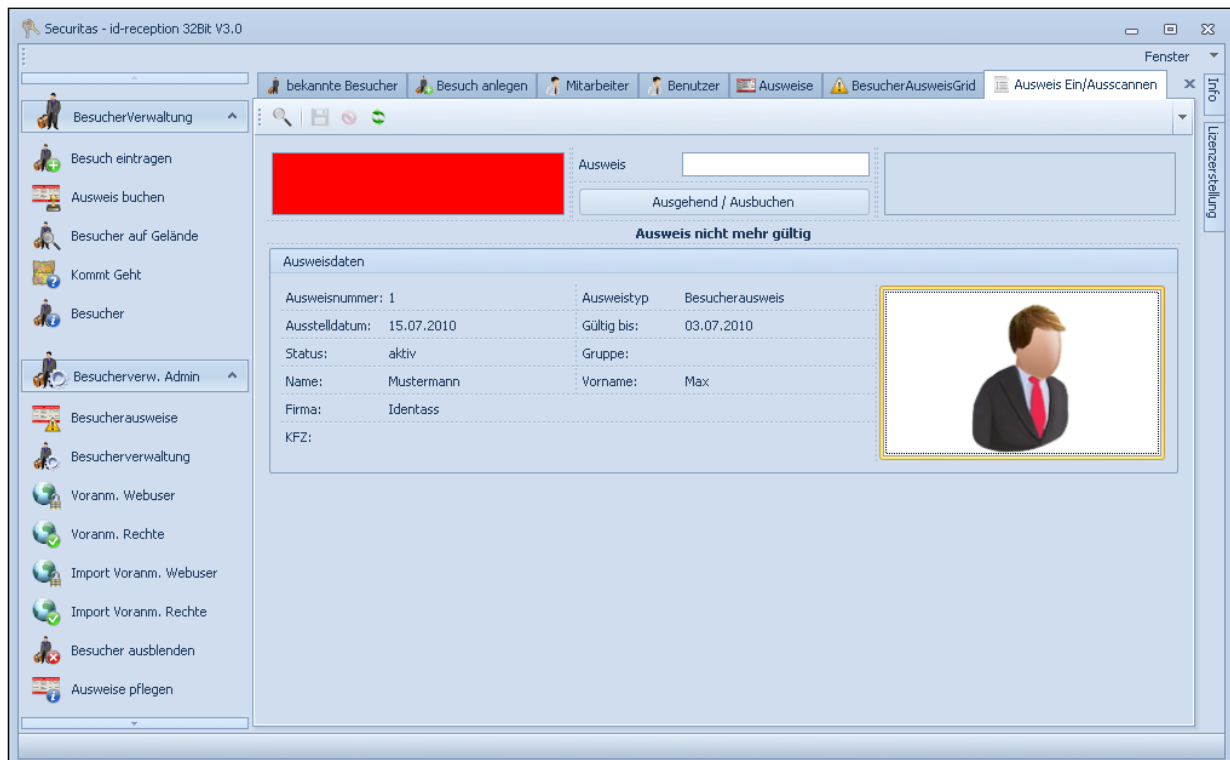 Securitas - id-reception 32Bit V3.0
Fenster
bekannte Besucher
Besuch anlegen
Mitarbeiter
Benutzer
Ausweise
BesucherAusweisGrid
Ausweis Ein/Ausscannen
Info
Lizenzerstellung
BesucherVerwaltung
Besuch eintragen
Ausweis buchen
Besucher auf Gelände
Kommt Geht
Besucher
Besucherverw. Admin
Besucherausweise
Besucherverwaltung
Voranm. Webuser
Voranm. Rechte
Import Voranm. Webuser
Import Voranm. Rechte
Besucher ausblenden
Ausweise pflegen
Ausweis
Ausgehend / Ausbuchen
Ausweis nicht mehr gültig
Ausweisdaten
Ausweisnummer: 1 Ausweistyp Besucherausweis
Ausstelldatum: 15.07.2010 Gültig bis: 03.07.2010
Status: aktiv Gruppe:
Name: Mustermann Vorname: Max
Firma: Identass
KFZ: